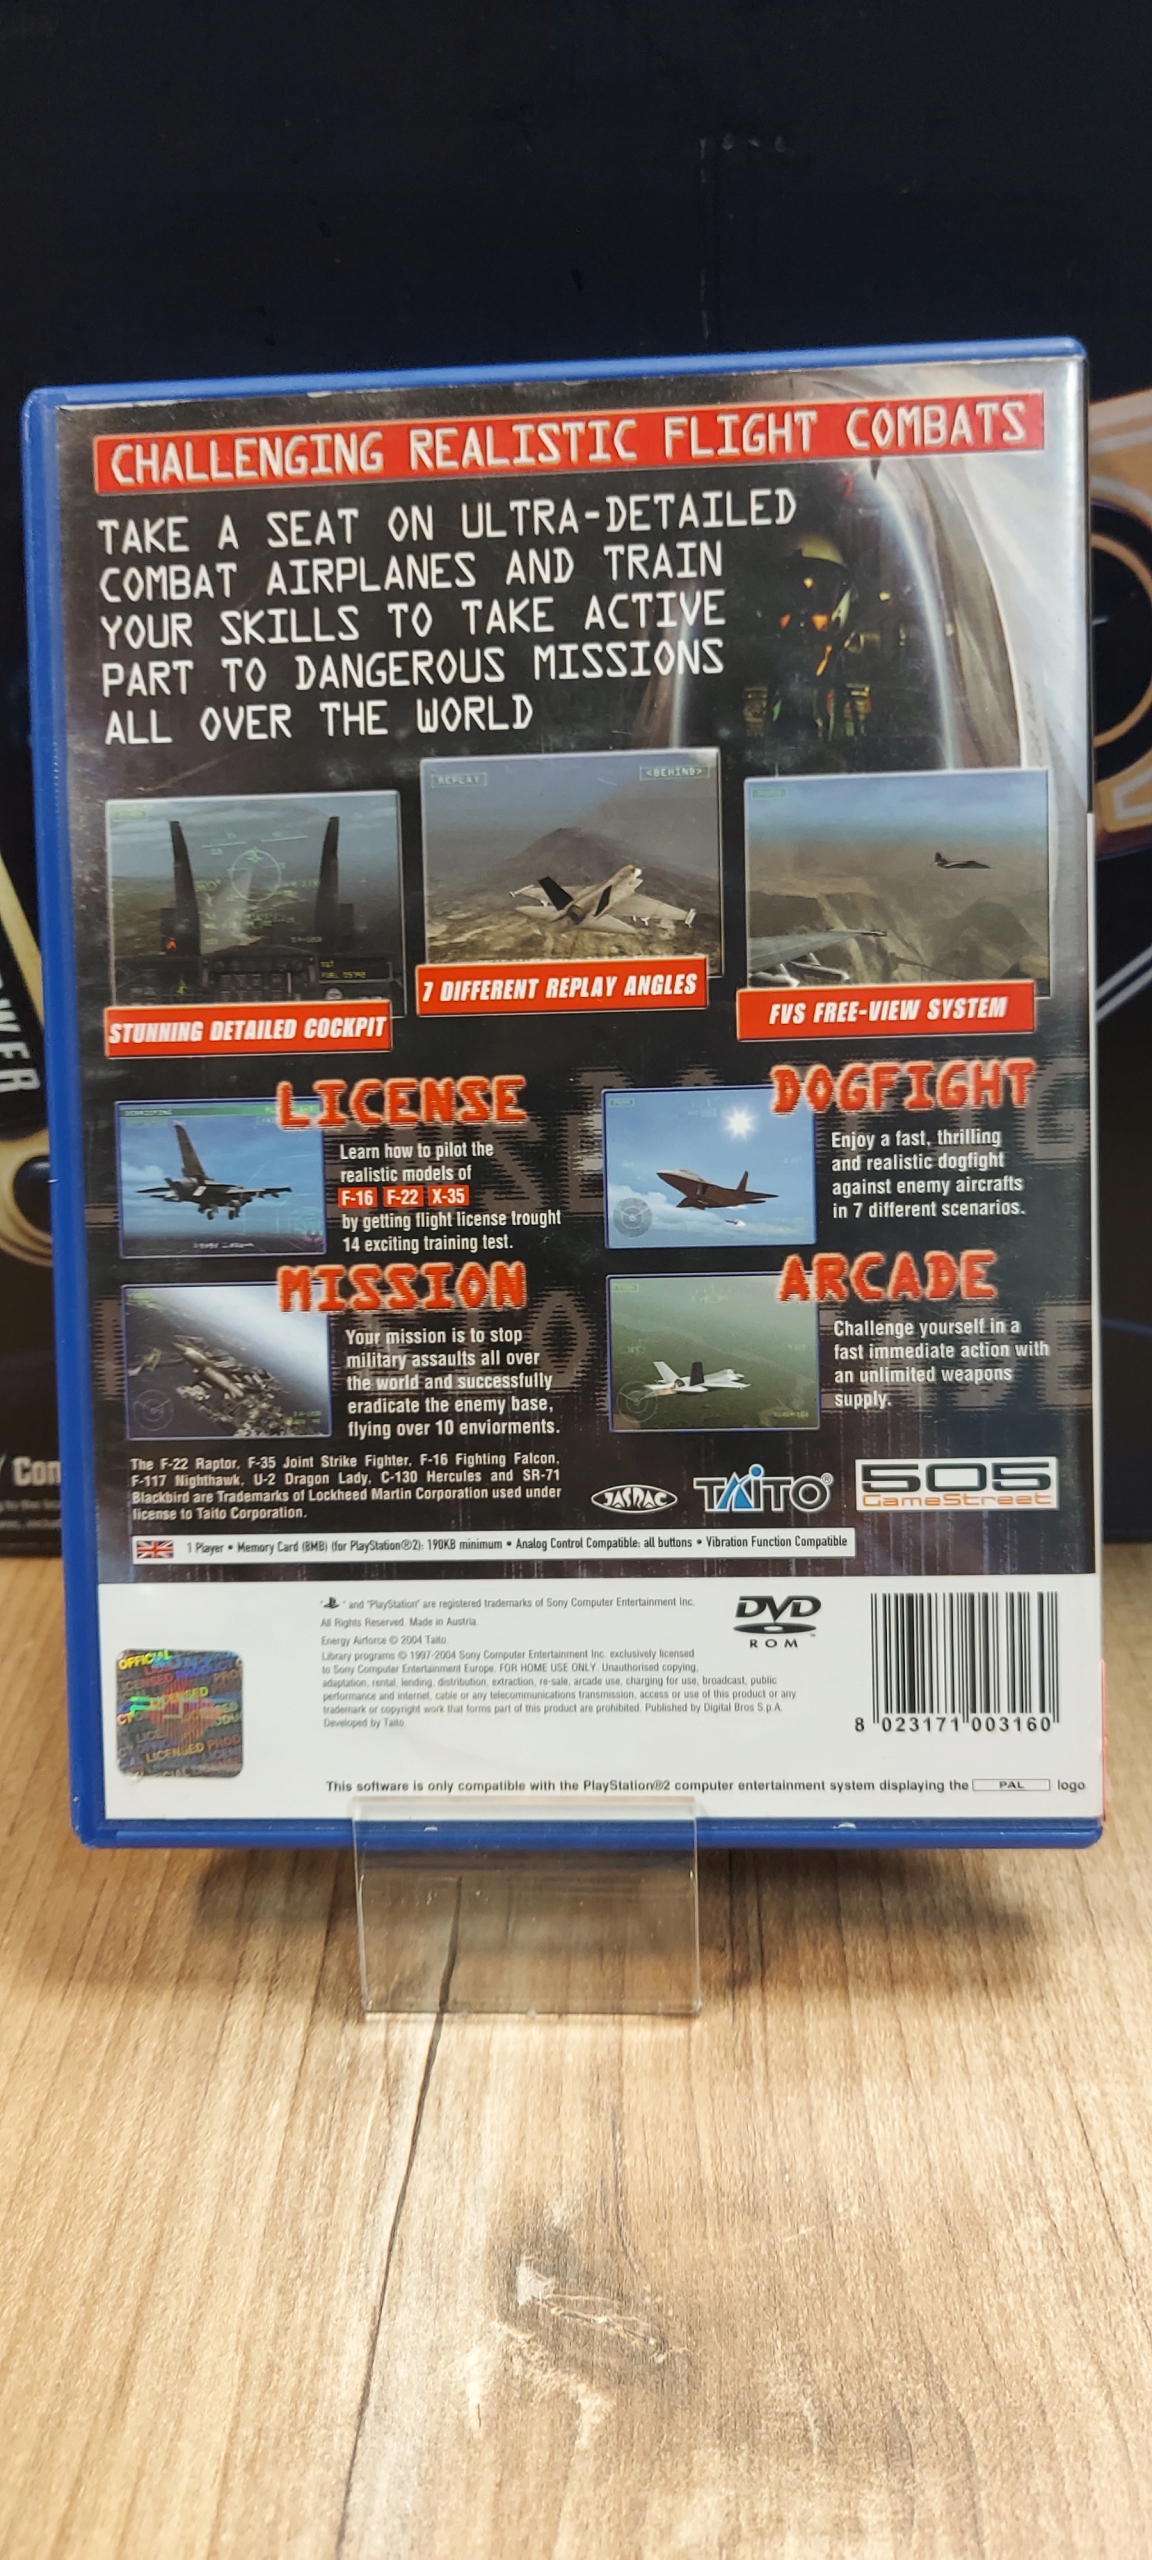 CHALLENGING REALISTIC FLIGHT COMBATS
TAKE A SEAT ON ULTRA-DETAILED
COMBAT AIRPLANES AND TRAIN
YOUR SKILLS TO TAKE ACTIVE
PART TO DANGEROUS MISSIONS
ALL OVER THE WORLD
REPLAY
<BEHIND>
STUNNING DETAILED COCKPIT
7 DIFFERENT REPLAY ANGLES
FVS FREE-VIEW SYSTEM
LICENSE
Learn how to pilot the
realistic models of
F-16 F-22 X-35
by getting flight license trought
14 exciting training test.
DOGFIGHT
Enjoy a fast, thrilling
and realistic dogfight
against enemy aircrafts
in 7 different scenarios.
MISSION
Your mission is to stop
military assaults all over
the world and successfully
eradicate the enemy base,
flying over 10 enviorments.
ARCADE
Challenge yourself in a
fast immediate action with
an unlimited weapons
supply.
The F-22 Raptor, F-35 Joint Strike Fighter, F-16 Fighting Falcon,
F-117 Nighthawk, U-2 Dragon Lady, C-130 Hercules and SR-71
Blackbird are Trademarks of Lockheed Martin Corporation used under
license to Taito Corporation.
JASRAC
TAITO®
505
GameStreet
1 Player • Memory Card (8MB) (for PlayStation®2): 190KB minimum • Analog Control Compatible: all buttons • Vibration Function Compatible
" " and "PlayStation" are registered trademarks of Sony Computer Entertainment Inc.
All Rights Reserved. Made in Austria.
Energy Airforce © 2004 Taito.
Library programs © 1997-2004 Sony Computer Entertainment Inc. exclusively licensed
to Sony Computer Entertainment Europe. FOR HOME USE ONLY. Unauthorised copying,
adaptation, rental, lending, distribution, extraction, re-sale, arcade use, charging for use, broadcast, public
performance and internet, cable or any telecommunications transmission, access or use of this product or any
trademark or copyright work that forms part of this product are prohibited. Published by Digital Bros S.p.A.
Developed by Taito.
DVD
ROM
8 023171 003160
OFFICIAL
LICENSED
LICENSED PROD
This software is only compatible with the PlayStation®2 computer entertainment system displaying the PAL logo